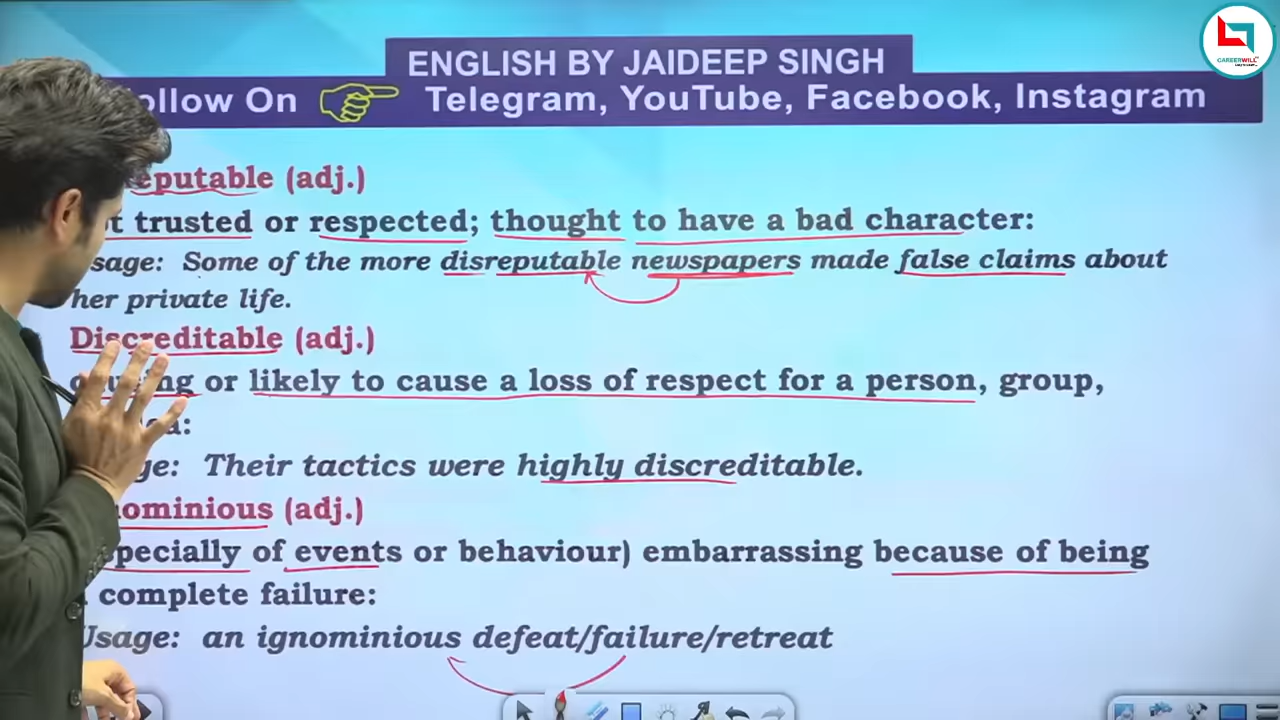 ENGLISH BY JAIDEEP SINGH
ollow On Telegram, YouTube, Facebook, Instagram
CAREERWILL
eputable (adj.)
t trusted or respected; thought to have a bad character:
sage: Some of the more disreputable newspapers made false claims about
her private life.
Discreditable (adj.)
or likely to cause a loss of respect for a person, group,
ge: Their tactics were highly discreditable.
nominious (adj.)
specially of events or behaviour) embarrassing because of being
complete failure:
Usage: an ignominious defeat/failure/retreat